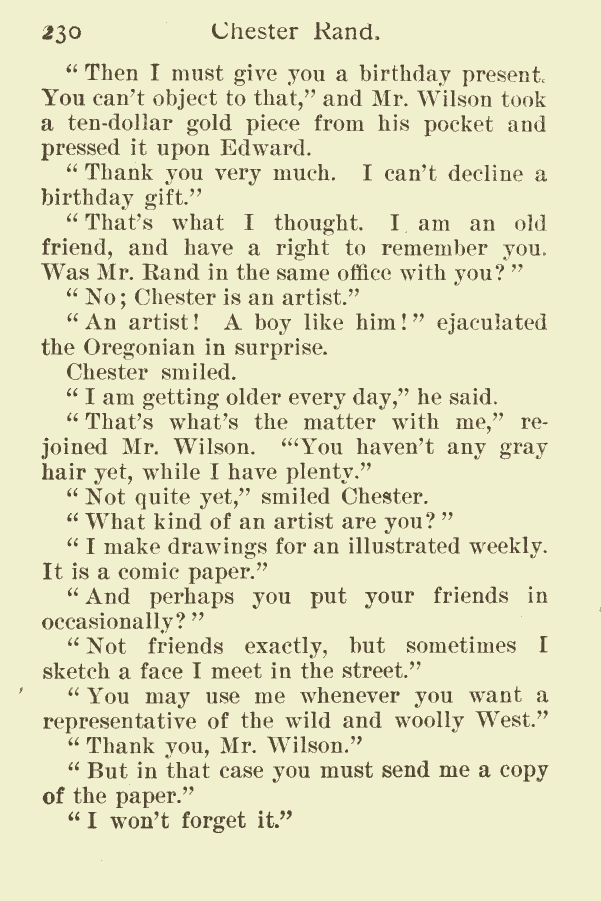 230 Chester Rand.
“Then I must give you a birthday present.
You can’t object to that,” and Mr. Wilson took
a ten-dollar gold piece from his pocket and
pressed it upon Edward.
“Thank you very much. I can’t decline a
birthday gift.”
“That’s what I thought. I am an old
friend, and have a right to remember you.
Was Mr. Rand in the same office with you?”
“No; Chester is an artist.”
“An artist! A boy like him!” ejaculated
the Oregonian in surprise.
Chester smiled.
“I am getting older every day,” he said.
“That’s what’s the matter with me,” re-
joined Mr. Wilson. “‘You haven’t any gray
hair yet, while I have plenty.”
“Not quite yet,” smiled Chester.
“What kind of an artist are you?”
“I make drawings for an illustrated weekly.
It is a comic paper.”
“And perhaps you put your friends in
occasionally?”
“Not friends exactly, but sometimes I
sketch a face I meet in the street.”
“You may use me whenever you want a
representative of the wild and woolly West.”
“Thank you, Mr. Wilson.”
“But in that case you must send me a copy
of the paper.”
“I won’t forget it.”